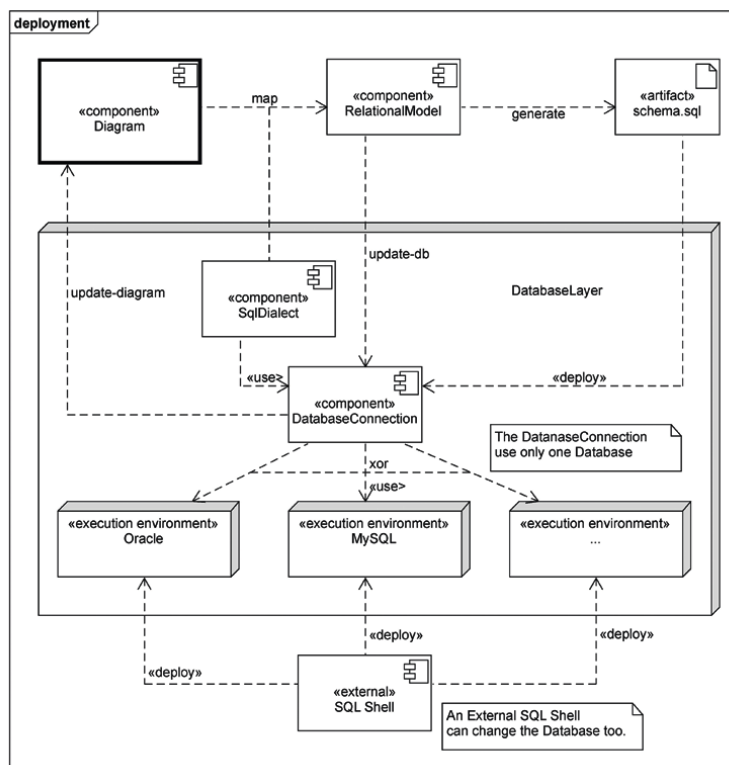 deployment
«component»
Diagram
map
«component»
RelationalModel
generate
«artifact»
schema.sql
update-diagram
update-db
DatabaseLayer
«component»
SqlDialect
«use>
«component»
DatabaseConnection
«deploy»
The DatanaseConnection
use only one Database
xor
«use>
«execution environment»
Oracle
«execution environment»
MySQL
«execution environment»
...
«deploy»
«deploy»
«deploy»
«external»
SQL Shell
An External SQL Shell
can change the Database too.